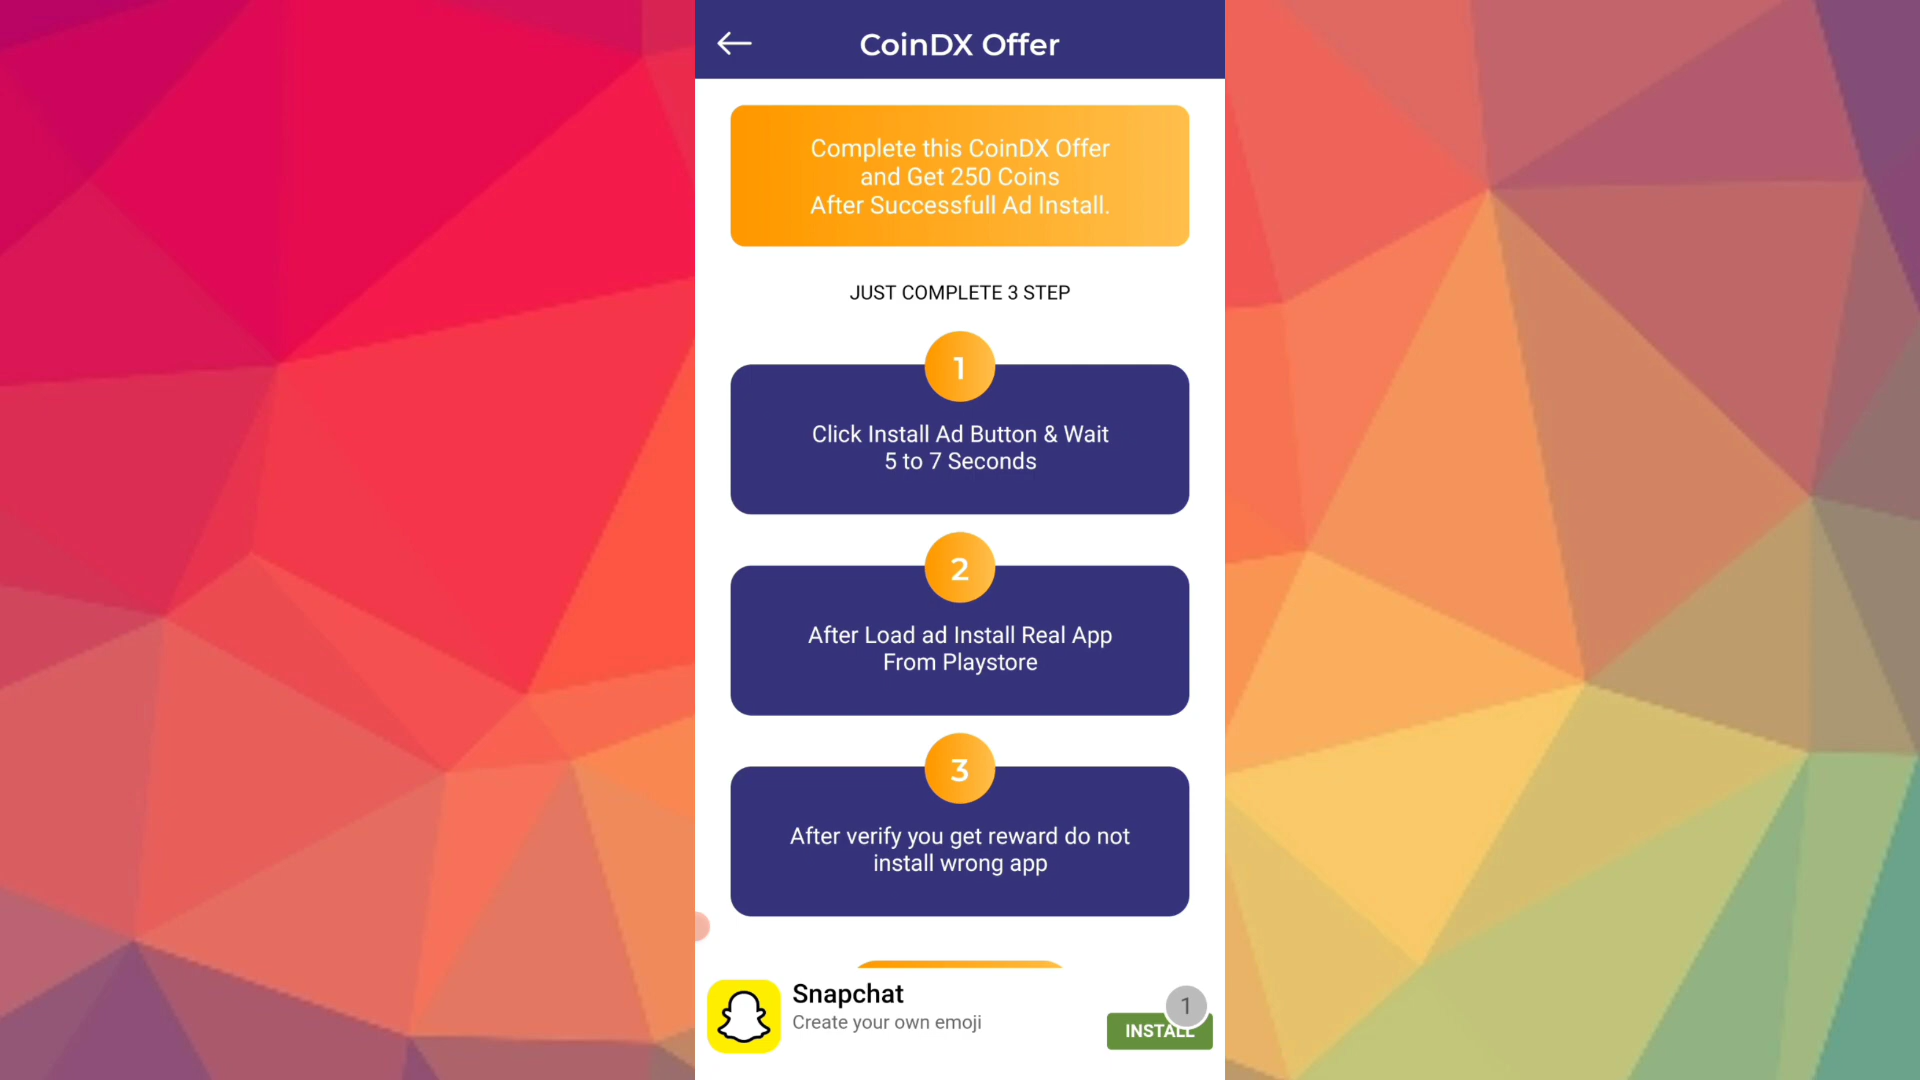 CoinDX Offer
Complete this CoinDX Offer
and Get 250 Coins
After Successfull Ad Install.
JUST COMPLETE 3 STEP
1
Click Install Ad Button & Wait
5 to 7 Seconds
2
After Load ad Install Real App
From Playstore
3
After verify you get reward do not
install wrong app
Snapchat
Create your own emoji
1
INSTALL